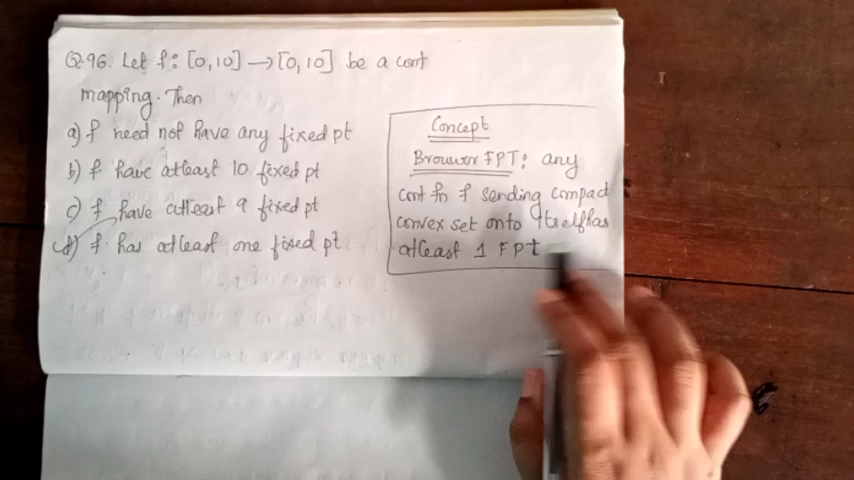 Q.96. Let f: [0,10] → [0,10] be a cont
mapping. Then
a) f need not have any fixed pt
b) f have atleast 10 fixed pt
c) f have atleast 9 fixed pt
d) f has atleast one fixed pt
Concept
Brouwer FPT: any
cont fn f sending compact
convex set onto itself has
atleast 1 FPt